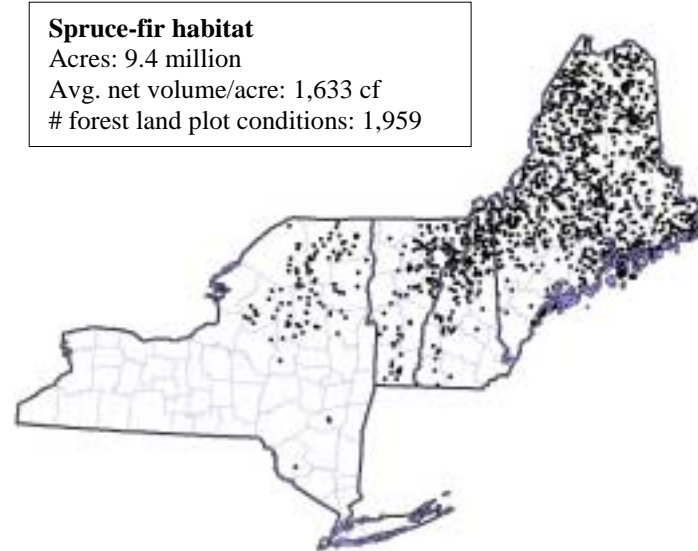 Spruce-fir habitat
Acres: 9.4 million
Avg. net volume/acre: 1,633 cf
# forest land plot conditions: 1,959